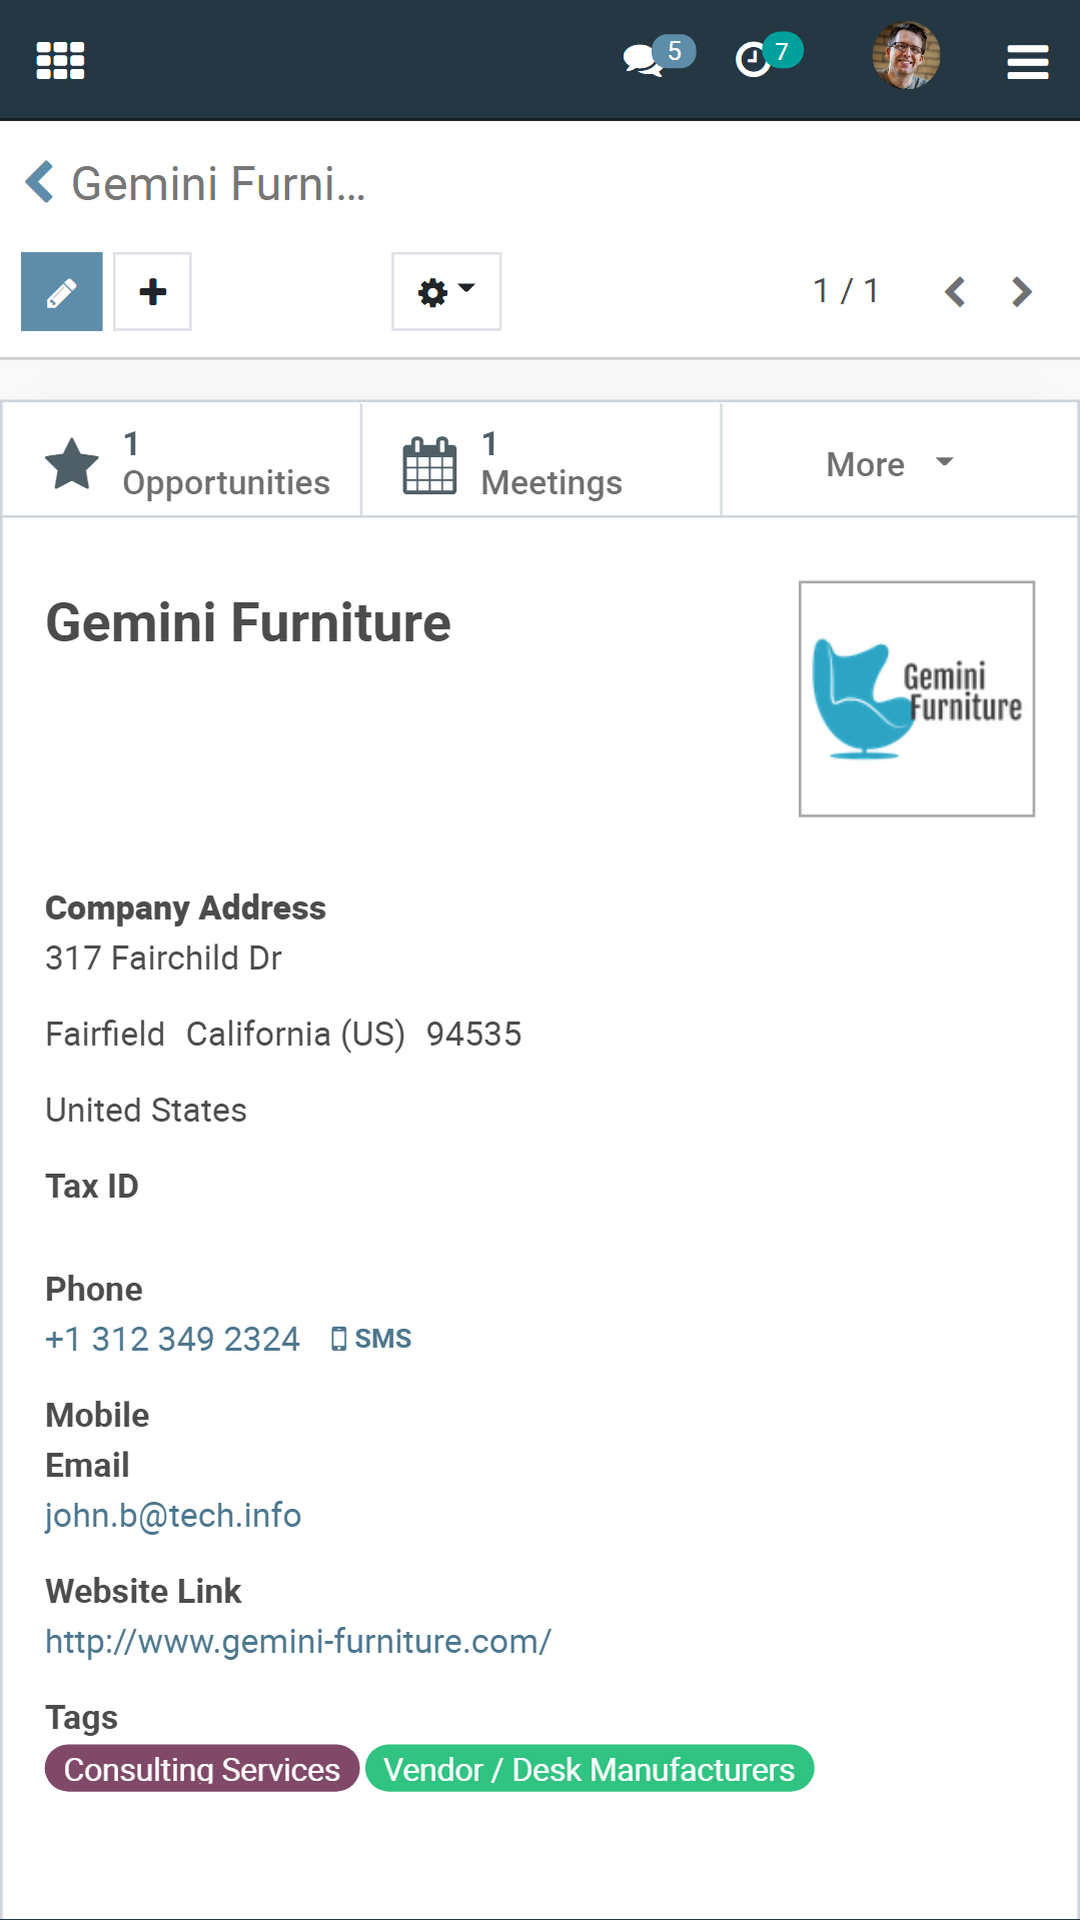 5 7
Gemini Furni...
1 / 1
1
Opportunities
1
Meetings
More
Gemini Furniture
Gemini
Furniture
Company Address
317 Fairchild Dr
Fairfield California (US) 94535
United States
Tax ID
Phone
+1 312 349 2324 SMS
Mobile
Email
john.b@tech.info
Website Link
http://www.gemini-furniture.com/
Tags
Consulting Services Vendor / Desk Manufacturers